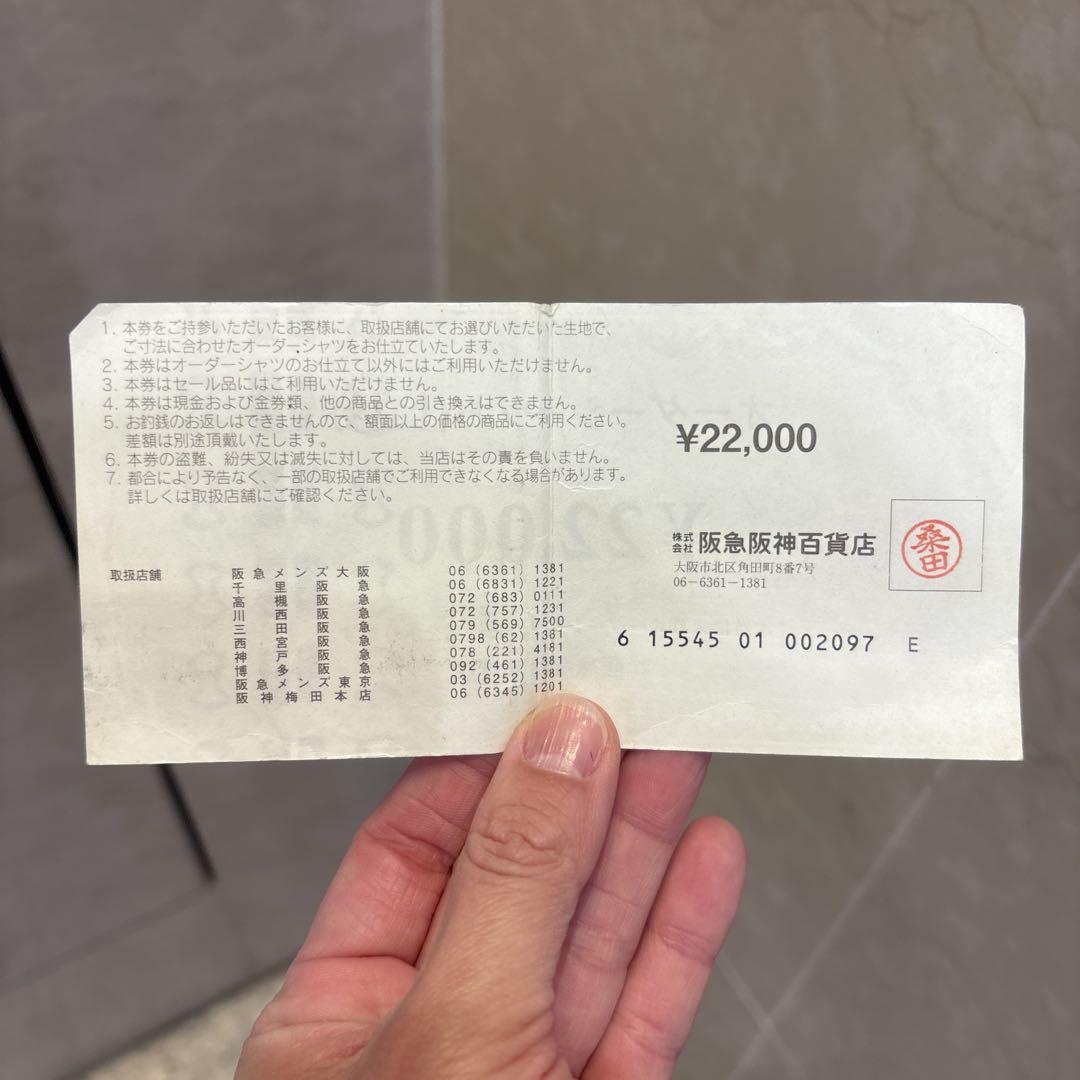 1. 本券をご持参いただいたお客様に、取扱店舗にてお選びいただいた生地で、
ご寸法に合わせたオーダーシャツをお仕立ていたします。
2. 本券はオーダーシャツのお仕立て以外にはご利用いただけません。
3. 本券はセール品にはご利用いただけません。
4. 本券は現金および金券類、他の商品との引き換えはできません。
5. お釣銭のお返しはできませんので、額面以上の価格の商品にご利用ください。
差額は別途頂戴いたします。
6. 本券の盗難、紛失又は滅失に対しては、当店はその責を負いません。
7. 都合により予告なく、一部の取扱店舗でご利用できなくなる場合があります。
詳しくは取扱店舗にご確認ください。
取扱店舗 阪急メンズ大阪 06 (6361) 1381
千里阪急 06 (6831) 1221
高槻阪急 072 (683) 0111
川西阪急 072 (757) 1231
三田阪急 079 (569) 7500
西宮阪急 0798 (62) 1381
神戸阪急 078 (221) 4181
博多阪急 092 (461) 1381
阪急メンズ東京 03 (6252) 1381
阪神梅田本店 06 (6345) 1201
¥22,000
株式会社 阪急阪神百貨店
大阪市北区角田町8番7号
06-6361-1381
桑田
6 15545 01 002097 E